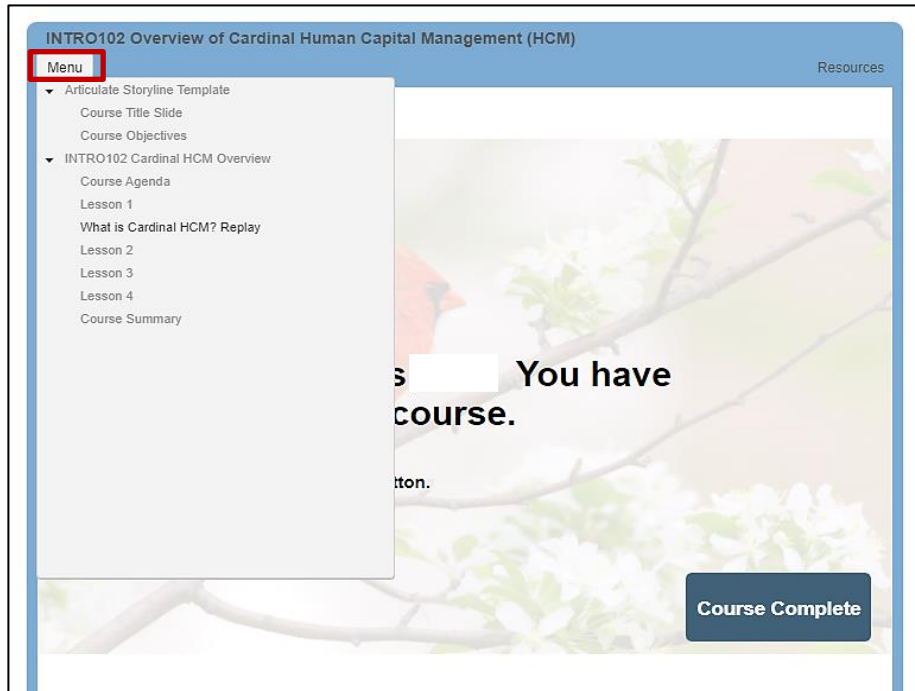 INTRO102 Overview of Cardinal Human Capital Management (HCM)
Menu
Resources
Articulate Storyline Template
Course Title Slide
Course Objectives
INTRO102 Cardinal HCM Overview
Course Agenda
Lesson 1
What is Cardinal HCM? Replay
Lesson 2
Lesson 3
Lesson 4
Course Summary
s You have
course.
tton.
Course Complete